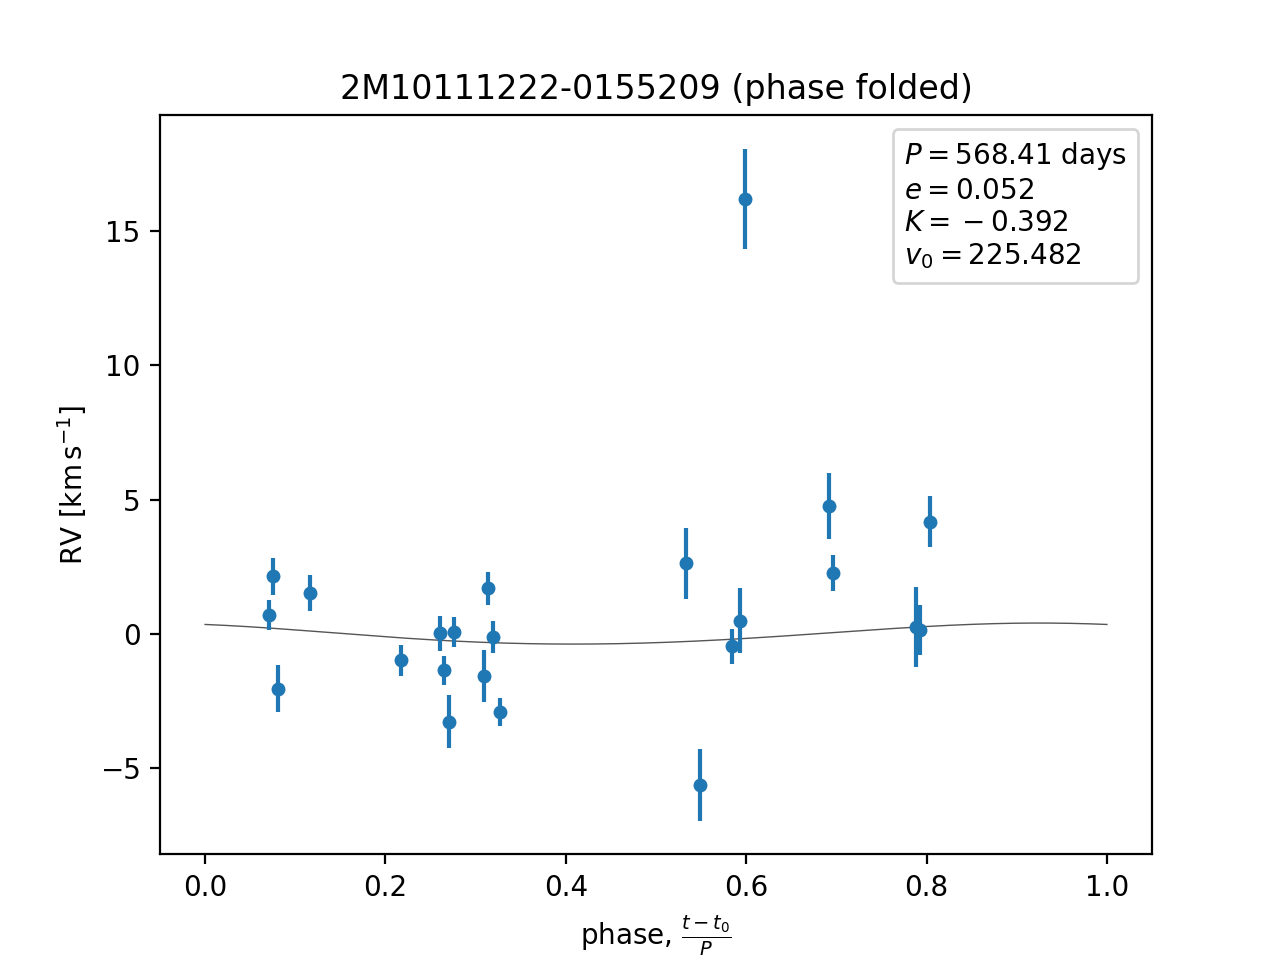 2M10111222-0155209 (phase folded)
P = 568.41 days
e = 0.052
K = −0.392
v₀ = 225.482
RV [km s⁻¹]
15
10
5
0
−5
0.0 0.2 0.4 0.6 0.8 1.0
phase, (t − t₀)/P